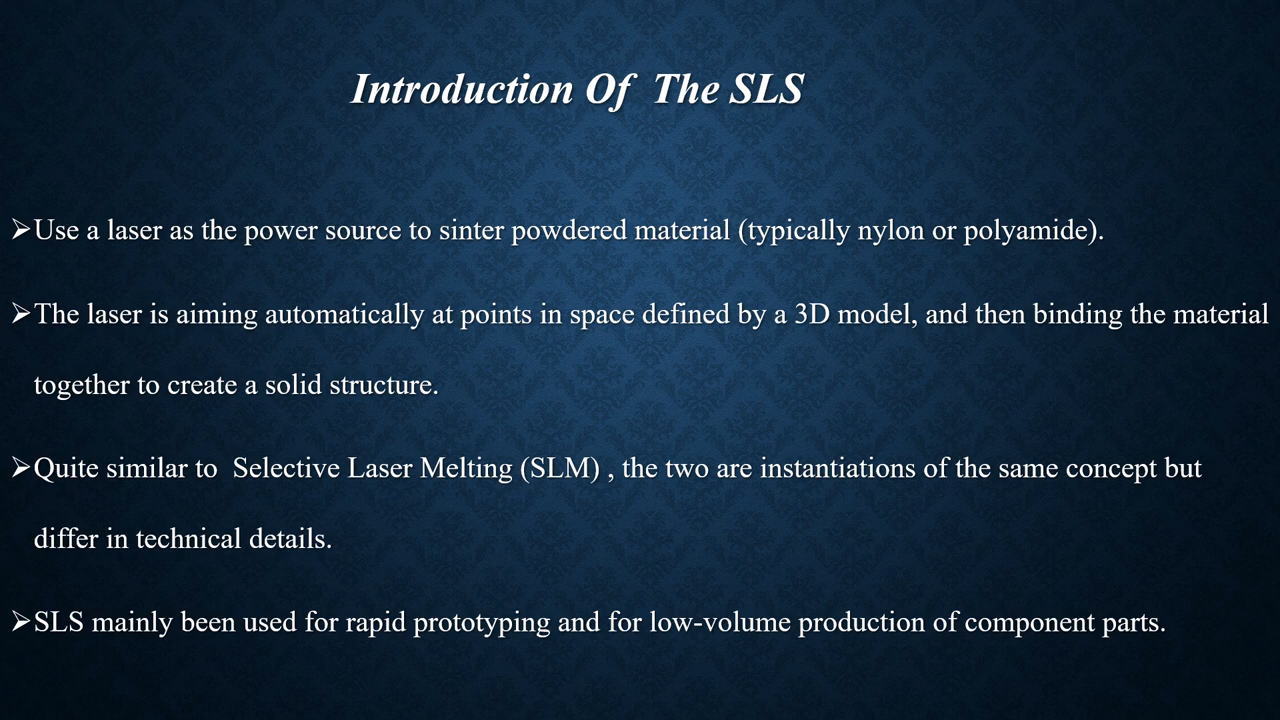 Introduction Of  The SLS
➢Use a laser as the power source to sinter powdered material (typically nylon or polyamide).
➢The laser is aiming automatically at points in space defined by a 3D model, and then binding the material
together to create a solid structure.
➢Quite similar to  Selective Laser Melting (SLM) , the two are instantiations of the same concept but
differ in technical details.
➢SLS mainly been used for rapid prototyping and for low-volume production of component parts.